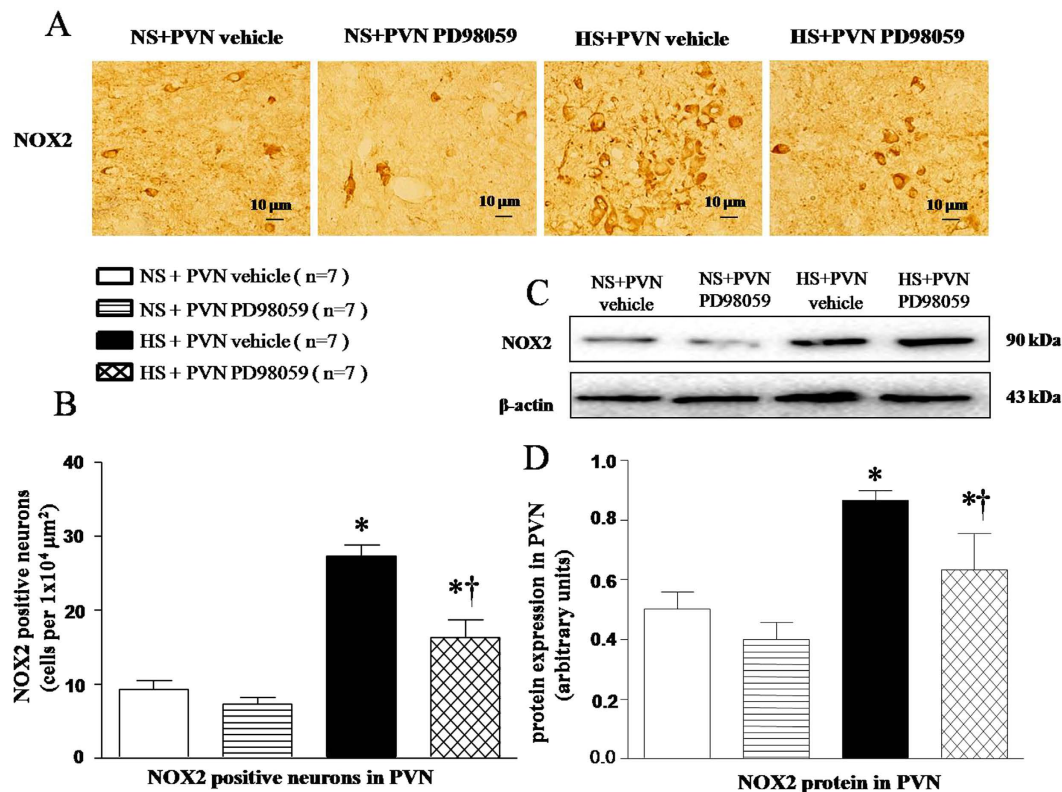 A
NS+PVN vehicle
NS+PVN PD98059
HS+PVN vehicle
HS+PVN PD98059
NOX2
10 μm
10 μm
10 μm
10 μm
NS + PVN vehicle ( n=7 )
NS + PVN PD98059 ( n=7 )
HS + PVN vehicle ( n=7 )
HS + PVN PD98059 ( n=7 )
C
NS+PVN
vehicle
NS+PVN
PD98059
HS+PVN
vehicle
HS+PVN
PD98059
NOX2
90 kDa
β-actin
43 kDa
B
NOX2 positive neurons
(cells per 1x10⁴ μm²)
40
30
20
10
0
*
*†
NOX2 positive neurons in PVN
D
protein expression in PVN
(arbitrary units)
1.0
0.8
0.6
0.4
0.2
0.0
*
*†
NOX2 protein in PVN